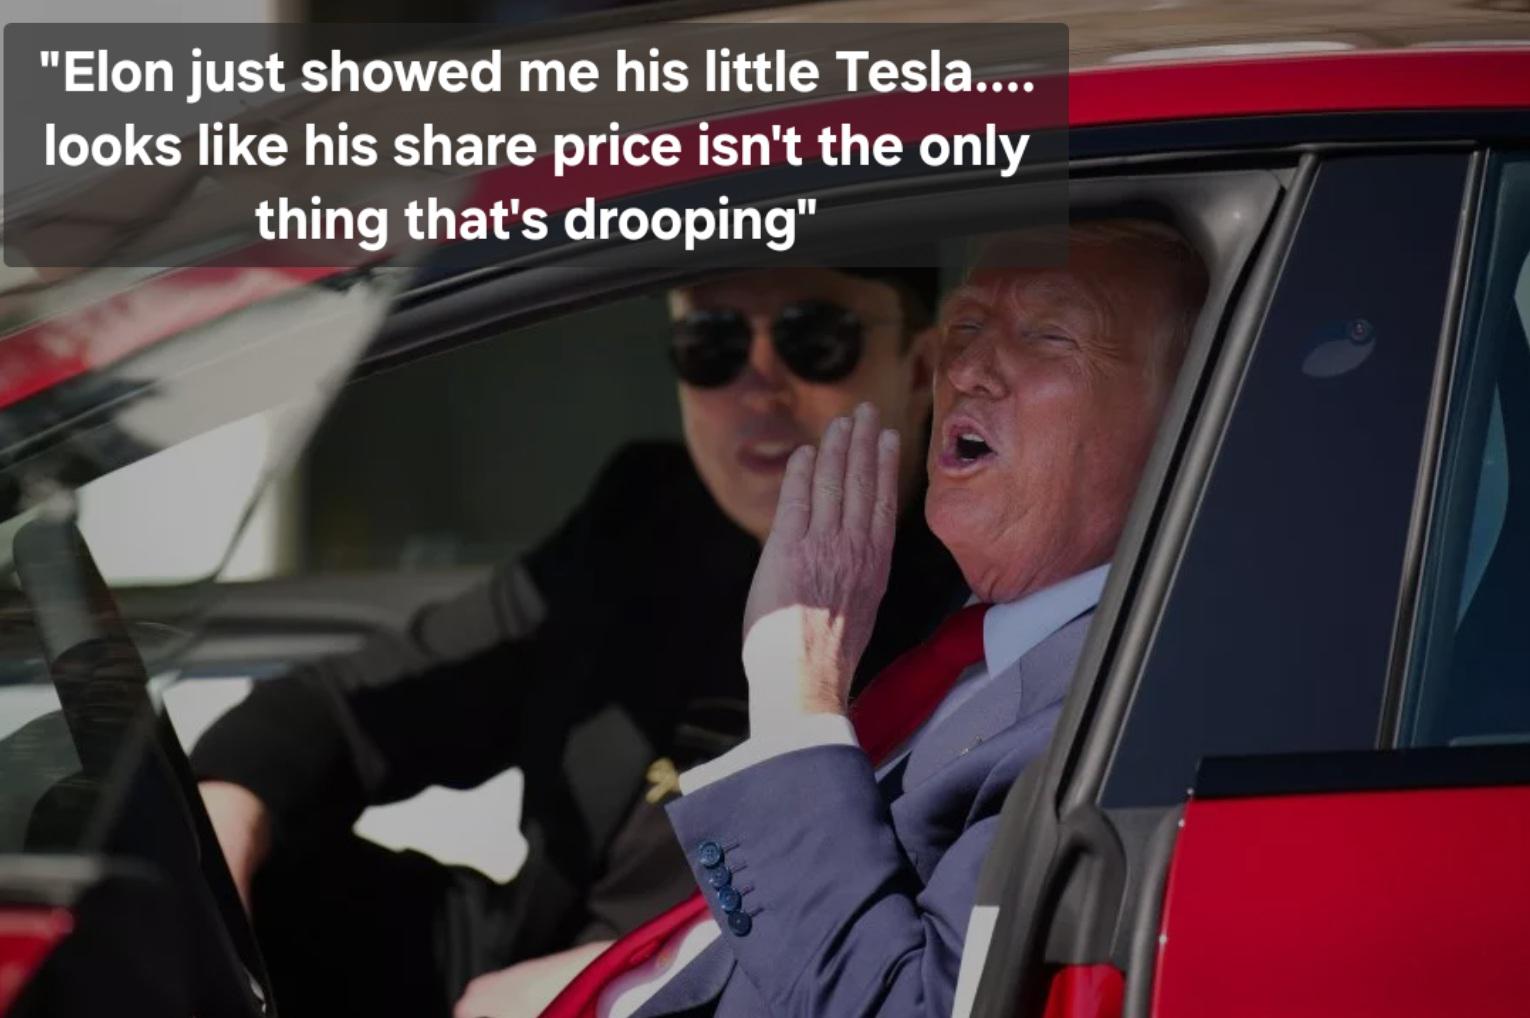 "Elon just showed me his little Tesla....
looks like his share price isn't the only
thing that's drooping"